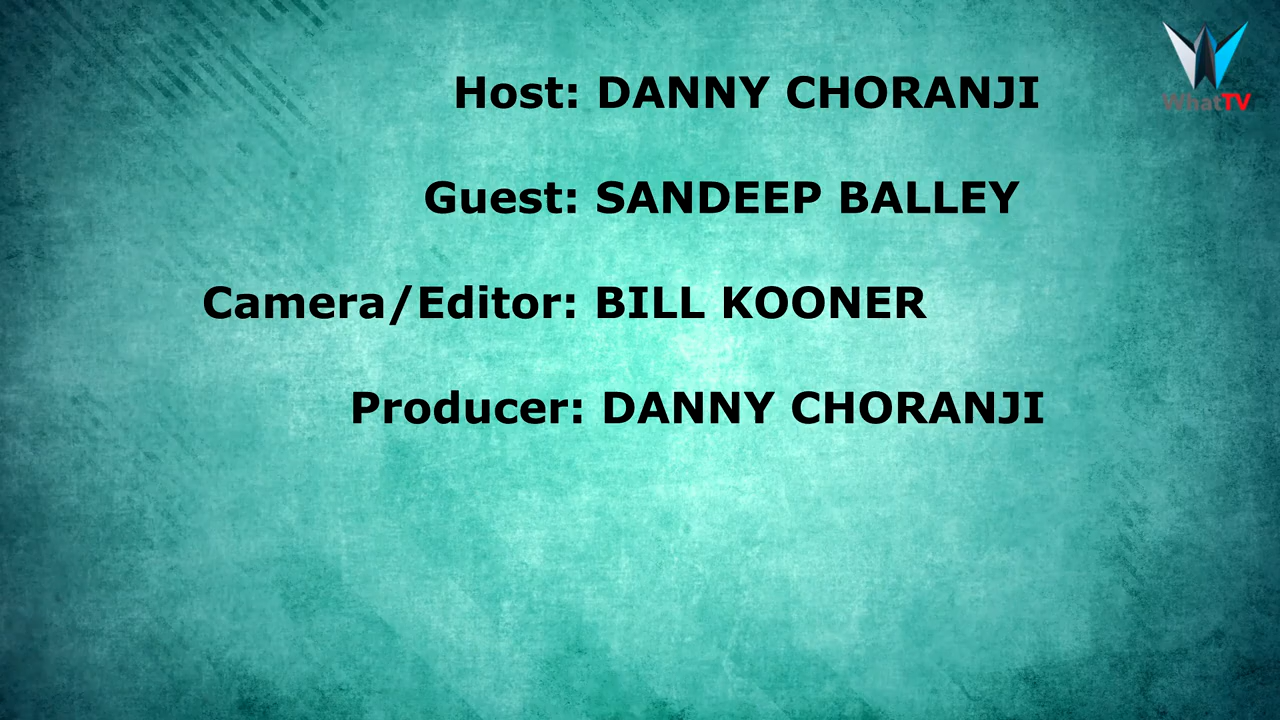 Host: DANNY CHORANJI
WhatTV
Guest: SANDEEP BALLEY
Camera/Editor: BILL KOONER
Producer: DANNY CHORANJI